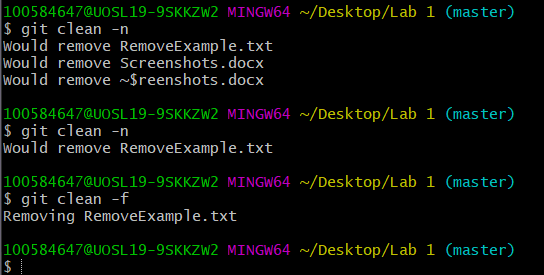 100584647@UOSL19-9SKKZW2 MINGW64 ~/Desktop/Lab 1 (master)
$ git clean -n
Would remove RemoveExample.txt
Would remove Screenshots.docx
Would remove ~$reenshots.docx
100584647@UOSL19-9SKKZW2 MINGW64 ~/Desktop/Lab 1 (master)
$ git clean -n
Would remove RemoveExample.txt
100584647@UOSL19-9SKKZW2 MINGW64 ~/Desktop/Lab 1 (master)
$ git clean -f
Removing RemoveExample.txt
100584647@UOSL19-9SKKZW2 MINGW64 ~/Desktop/Lab 1 (master)
$